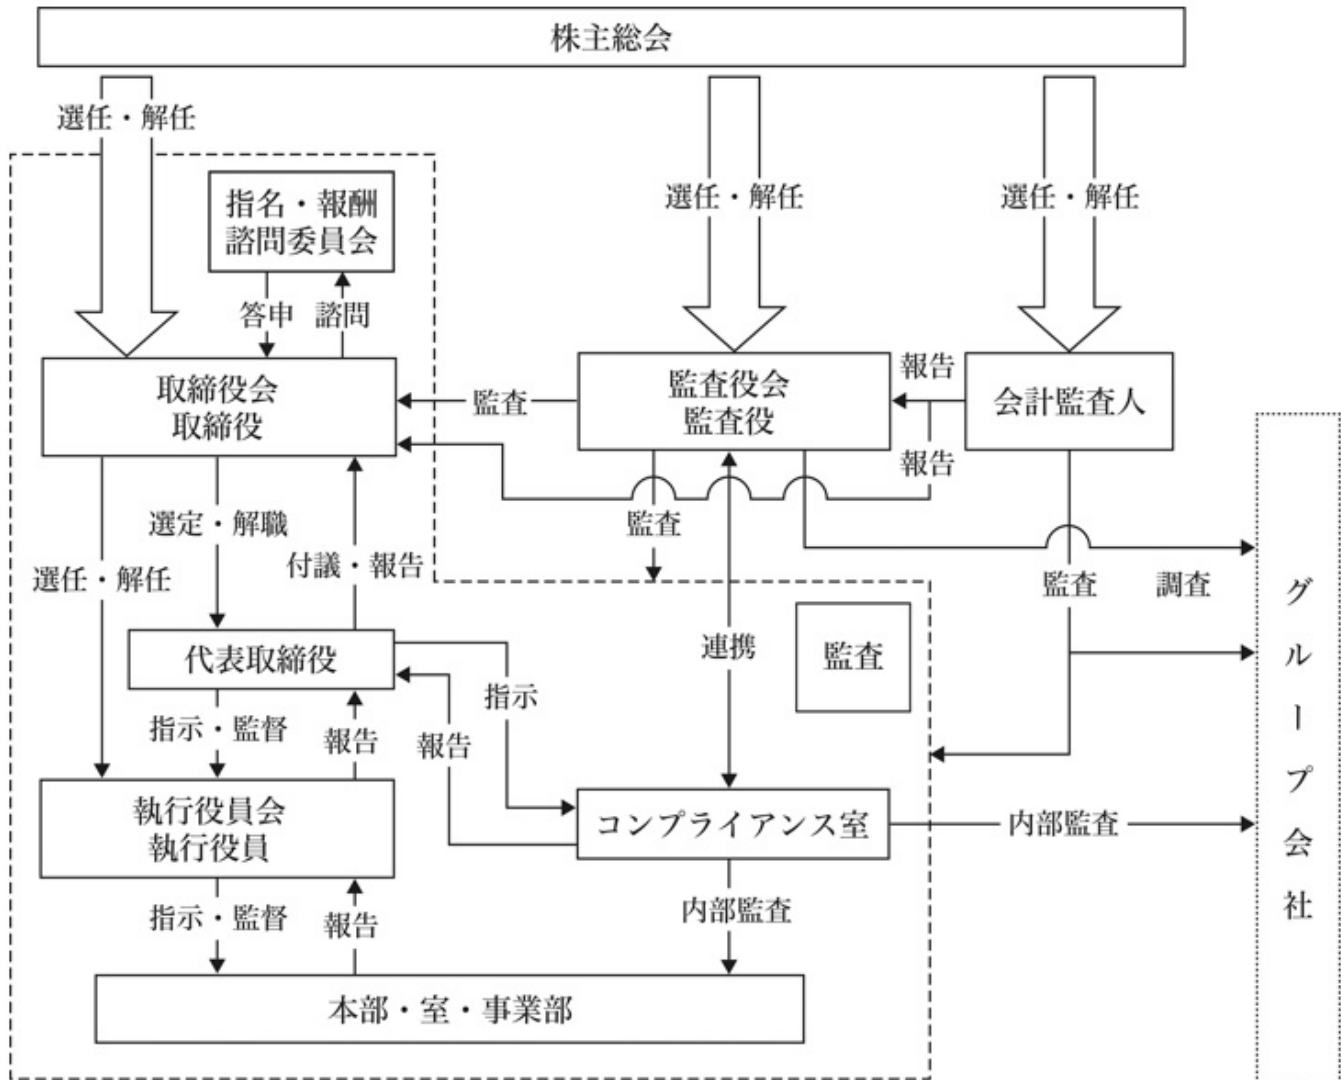 株主総会
選任・解任
選任・解任
選任・解任
指名・報酬
諮問委員会
答申
諮問
取締役会
取締役
監査
監査役会
監査役
報告
会計監査人
報告
選定・解職
付議・報告
選任・解任
監査
監査
調査
代表取締役
指示
連携
監査
指示・監督
報告
報告
執行役員会
執行役員
コンプライアンス室
内部監査
指示・監督
報告
内部監査
本部・室・事業部
グループ会社